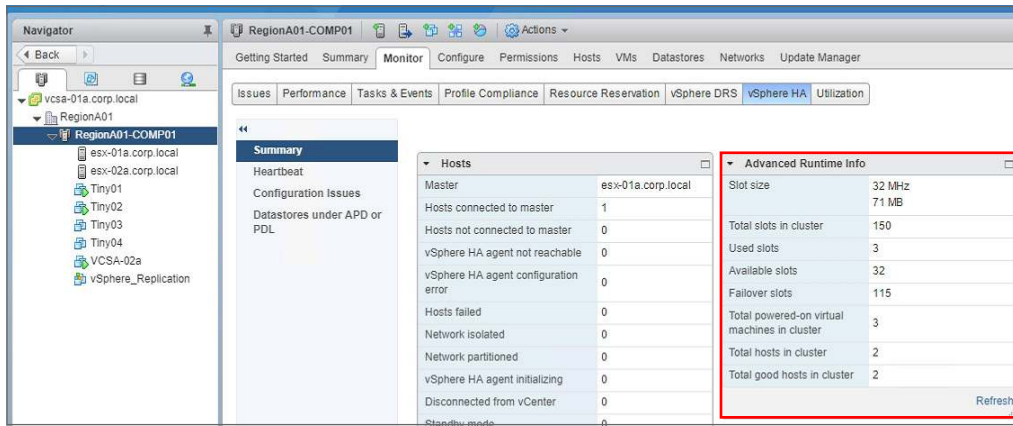 Navigator
Back
vcsa-01a.corp.local
RegionA01
RegionA01-COMP01
esx-01a.corp.local
esx-02a.corp.local
Tiny01
Tiny02
Tiny03
Tiny04
VCSA-02a
vSphere_Replication
RegionA01-COMP01 Actions
Getting Started Summary Monitor Configure Permissions Hosts VMs Datastores Networks Update Manager
Issues Performance Tasks & Events Profile Compliance Resource Reservation vSphere DRS vSphere HA Utilization
Summary
Heartbeat
Configuration Issues
Datastores under APD or
PDL
Hosts
Master esx-01a.corp.local
Hosts connected to master 1
Hosts not connected to master 0
vSphere HA agent not reachable 0
vSphere HA agent configuration
error 0
Hosts failed 0
Network isolated 0
Network partitioned 0
vSphere HA agent initializing 0
Disconnected from vCenter 0
Standby mode 0
Advanced Runtime Info
Slot size 32 MHz
71 MB
Total slots in cluster 150
Used slots 3
Available slots 32
Failover slots 115
Total powered-on virtual
machines in cluster 3
Total hosts in cluster 2
Total good hosts in cluster 2
Refresh